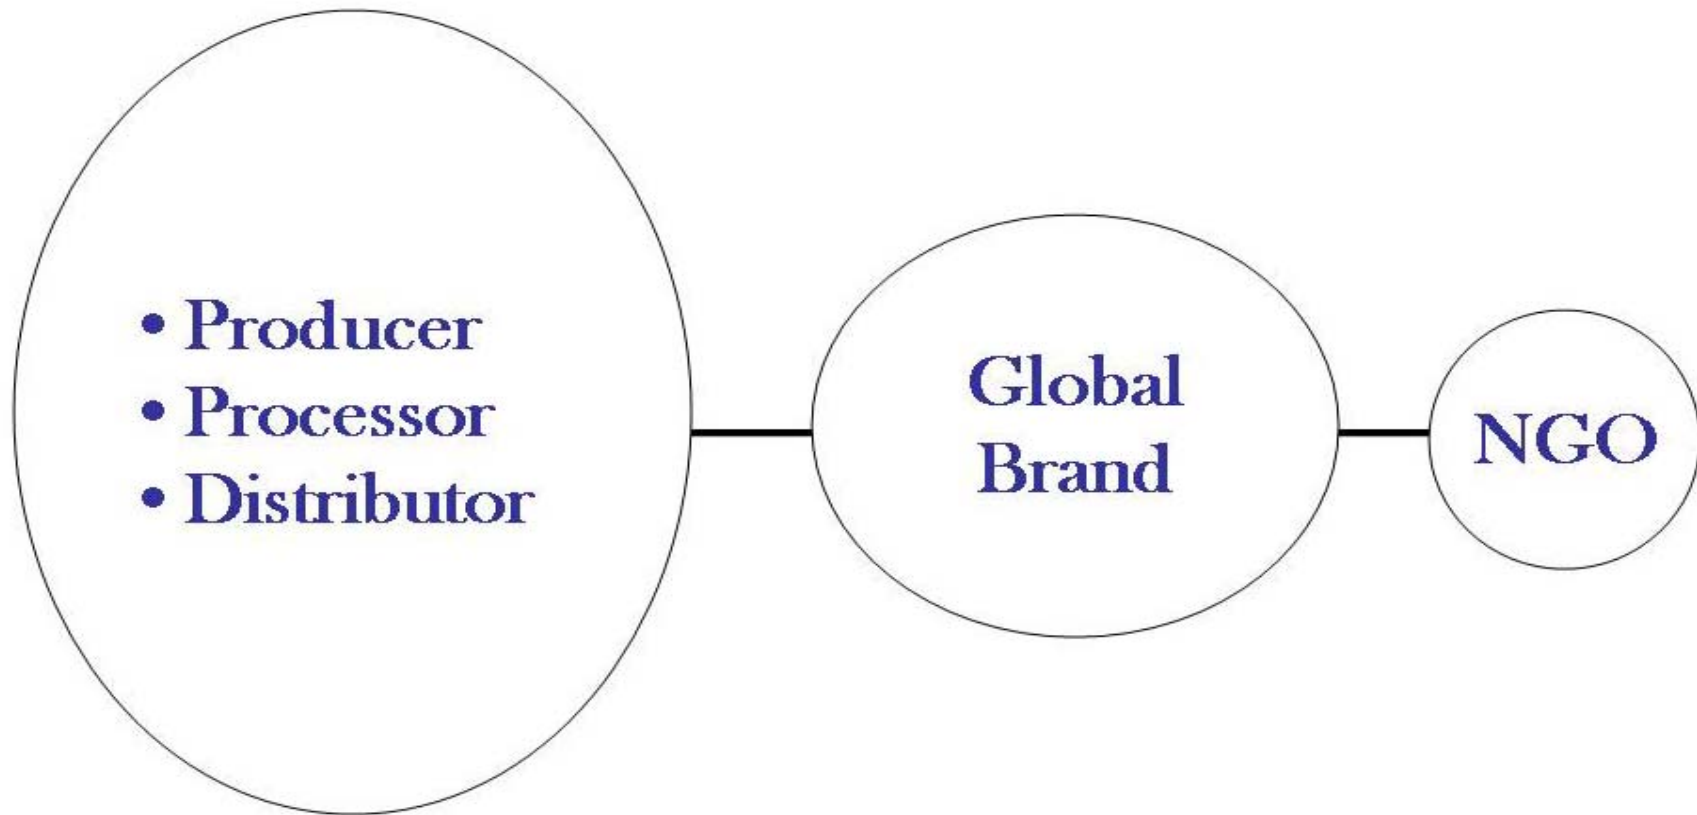 • Producer
• Processor
• Distributor
Global
Brand
NGO